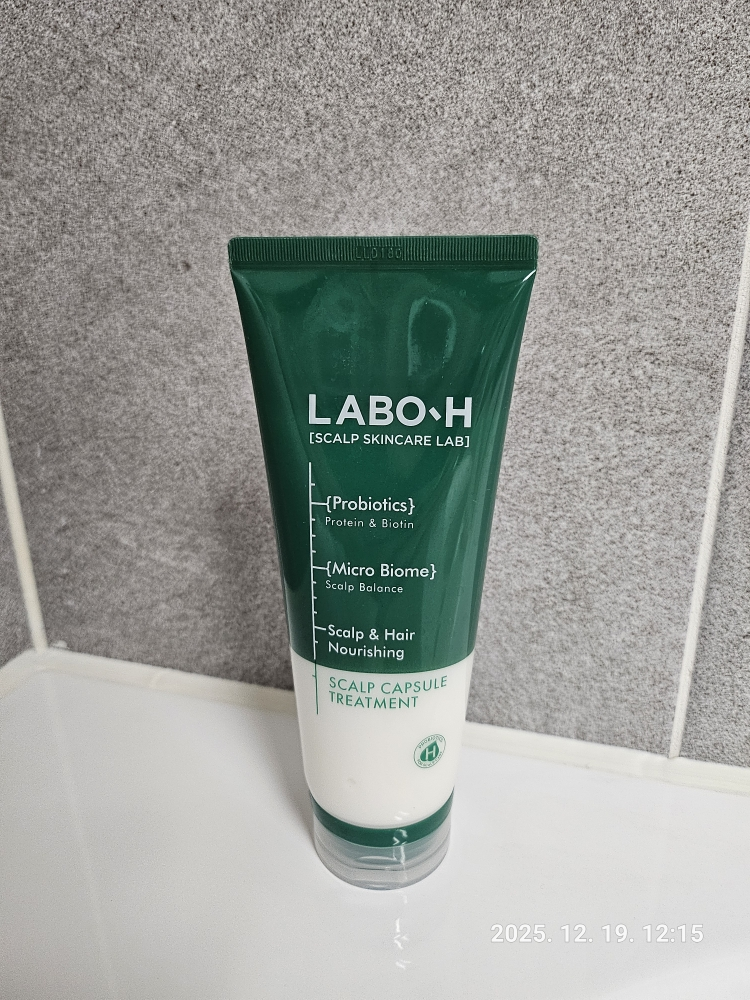 LABO-H
[SCALP SKINCARE LAB]
{Probiotics}
Protein & Biotin
{Micro Biome}
Scalp Balance
Scalp & Hair
Nourishing
SCALP CAPSULE
TREATMENT
H
2025. 12. 19. 12:15